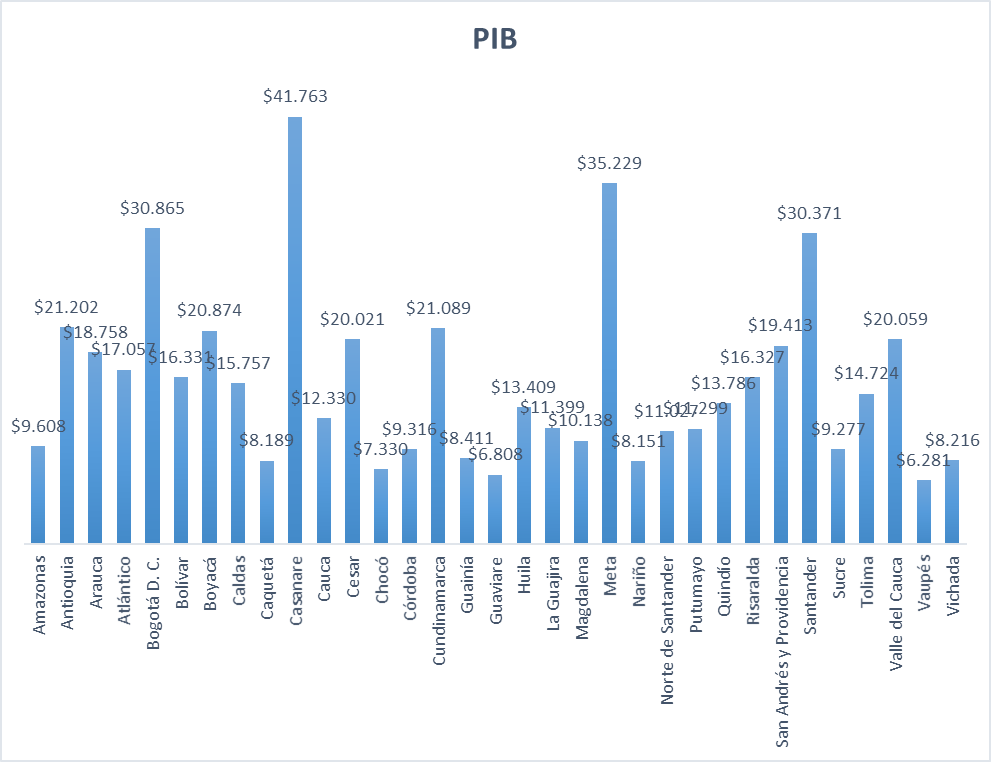 PIB
$9.608
$21.202
$18.758
$17.057
$30.865
$16.331
$20.874
$15.757
$8.189
$41.763
$12.330
$20.021
$7.330
$9.316
$21.089
$8.411
$6.808
$13.409
$11.399
$10.138
$35.229
$8.151
$11.027
$11.299
$13.786
$16.327
$19.413
$30.371
$9.277
$14.724
$20.059
$6.281
$8.216
Amazonas
Antioquia
Arauca
Atlántico
Bogotá D. C.
Bolívar
Boyacá
Caldas
Caquetá
Casanare
Cauca
Cesar
Chocó
Córdoba
Cundinamarca
Guainía
Guaviare
Huila
La Guajira
Magdalena
Meta
Nariño
Norte de Santander
Putumayo
Quindío
Risaralda
San Andrés y Providencia
Santander
Sucre
Tolima
Valle del Cauca
Vaupés
Vichada